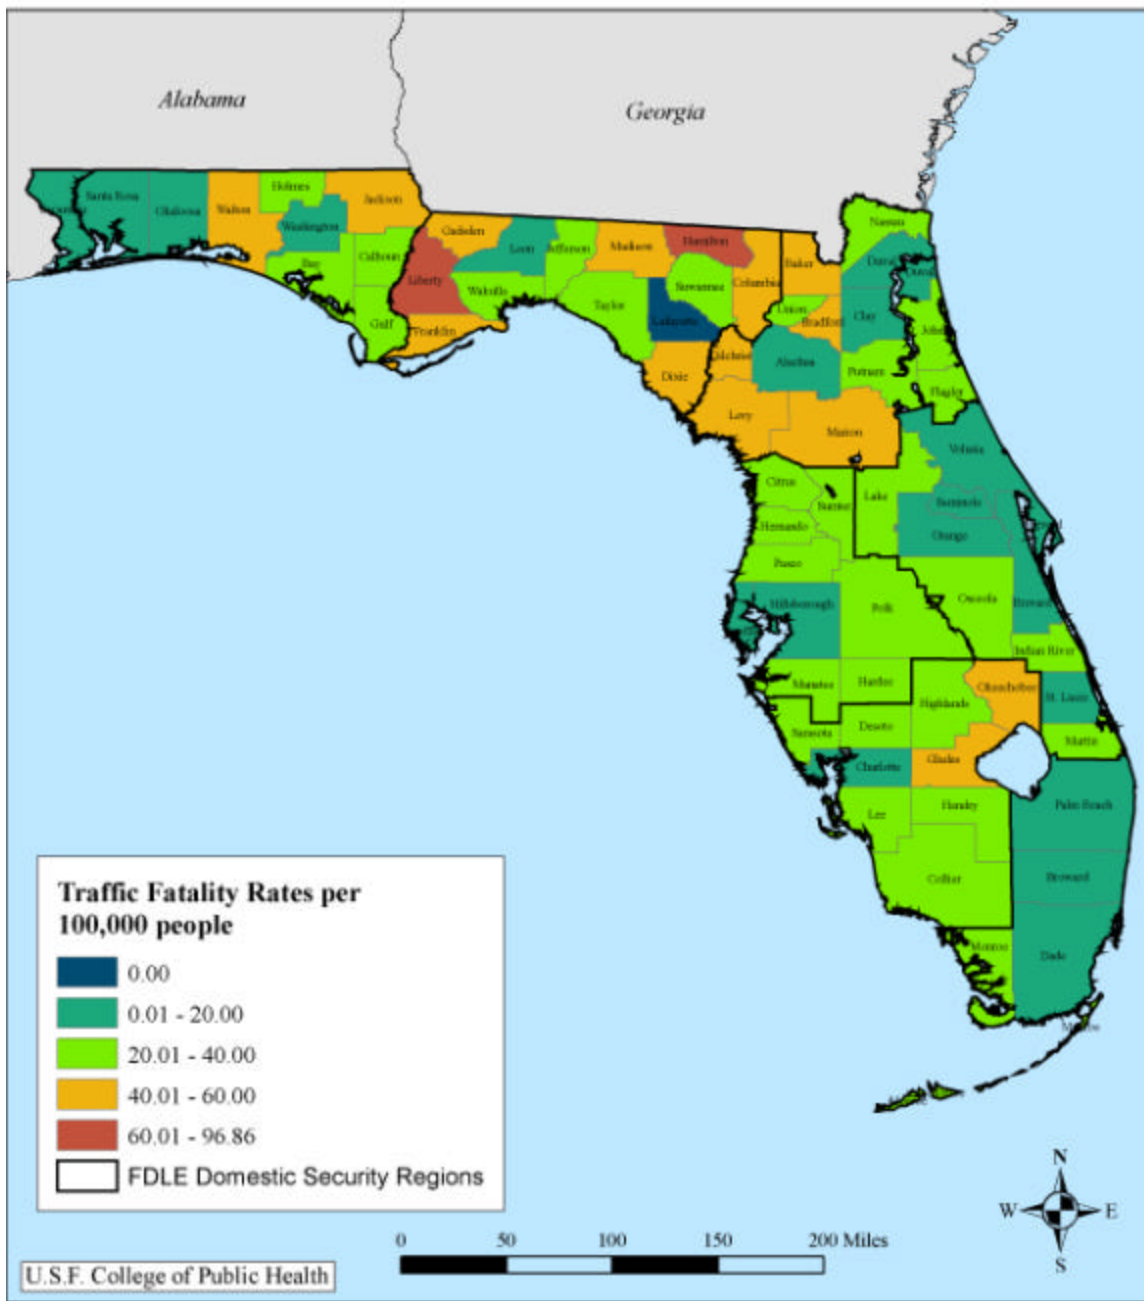 Alabama
Georgia
Santa Rosa
Okaloosa
Walton
Holmes
Washington
Jackson
Bay
Calhoun
Gulf
Gadsden
Liberty
Franklin
Leon
Wakulla
Jefferson
Madison
Taylor
Hamilton
Suwannee
Lafayette
Dixie
Columbia
Baker
Union
Bradford
Gilchrist
Alachua
Levy
Marion
Nassau
Duval
Duval
Clay
Putnam
Flagler
Volusia
Citrus
Sumter
Lake
Seminole
Orange
Hernando
Pasco
Hillsborough
Polk
Osceola
Brevard
Indian River
Manatee
Hardee
Highlands
Okeechobee
St. Lucie
Sarasota
Desoto
Martin
Charlotte
Glades
Lee
Hendry
Palm Beach
Collier
Broward
Monroe
Dade
Traffic Fatality Rates per
100,000 people
0.00
0.01 - 20.00
20.01 - 40.00
40.01 - 60.00
60.01 - 96.86
FDLE Domestic Security Regions
N
W E
S
0 50 100 150 200 Miles
U.S.F. College of Public Health